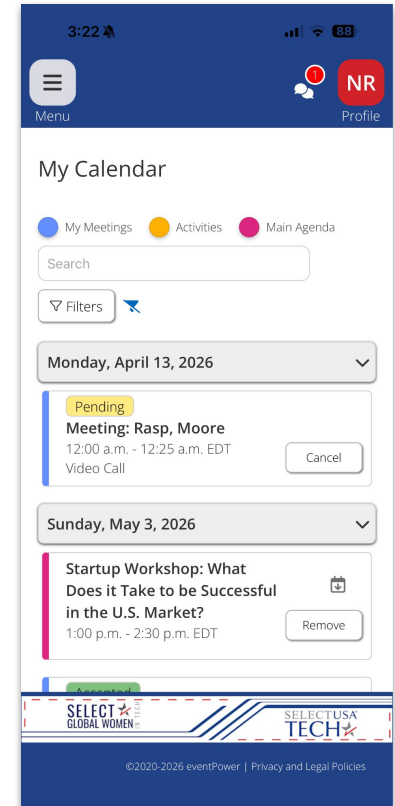 3:22
88
1
NR
Menu
Profile
My Calendar
My Meetings
Activities
Main Agenda
Search
Filters
Monday, April 13, 2026
Pending
Meeting: Rasp, Moore
12:00 a.m. - 12:25 a.m. EDT
Video Call
Cancel
Sunday, May 3, 2026
Startup Workshop: What
Does it Take to be Successful
in the U.S. Market?
1:00 p.m. - 2:30 p.m. EDT
Remove
Accepted
SELECT
GLOBAL WOMEN
IN TECH
SELECTUSA
TECH
©2020-2026 eventPower | Privacy and Legal Policies